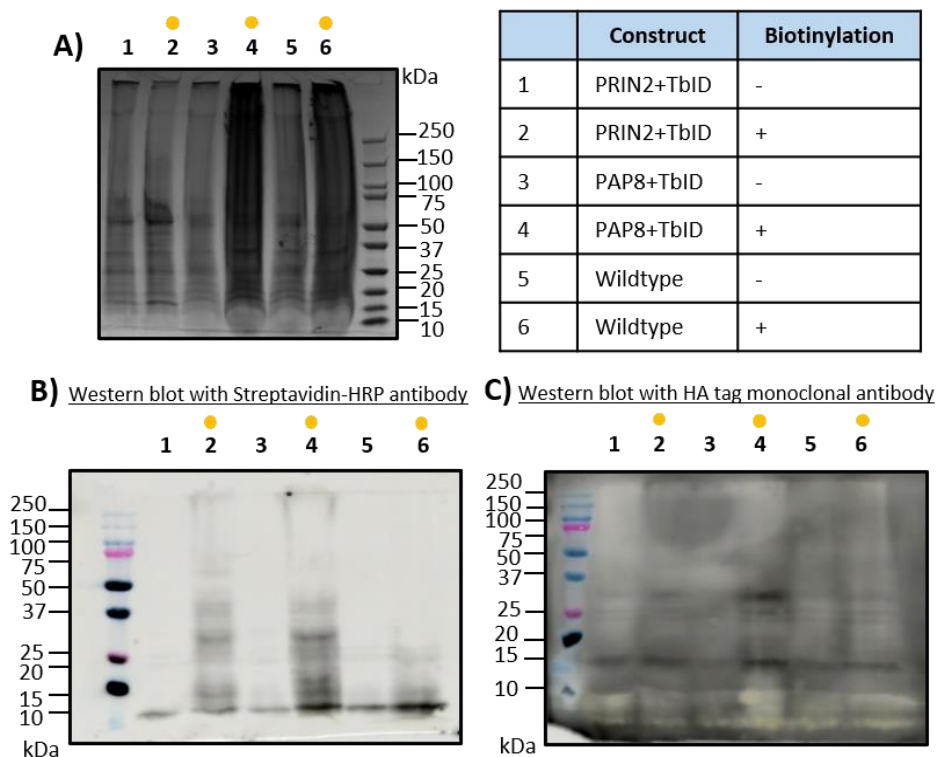 A)
1 2 3 4 5 6
kDa
250
150
100
75
50
37
25
20
15
10
Construct Biotinylation
1 PRIN2+TbID -
2 PRIN2+TbID +
3 PAP8+TbID -
4 PAP8+TbID +
5 Wildtype -
6 Wildtype +
B) Western blot with Streptavidin-HRP antibody
1 2 3 4 5 6
250
150
100
75
50
37
25
20
15
10
kDa
C) Western blot with HA tag monoclonal antibody
1 2 3 4 5 6
250
150
100
75
50
37
25
20
15
10
kDa